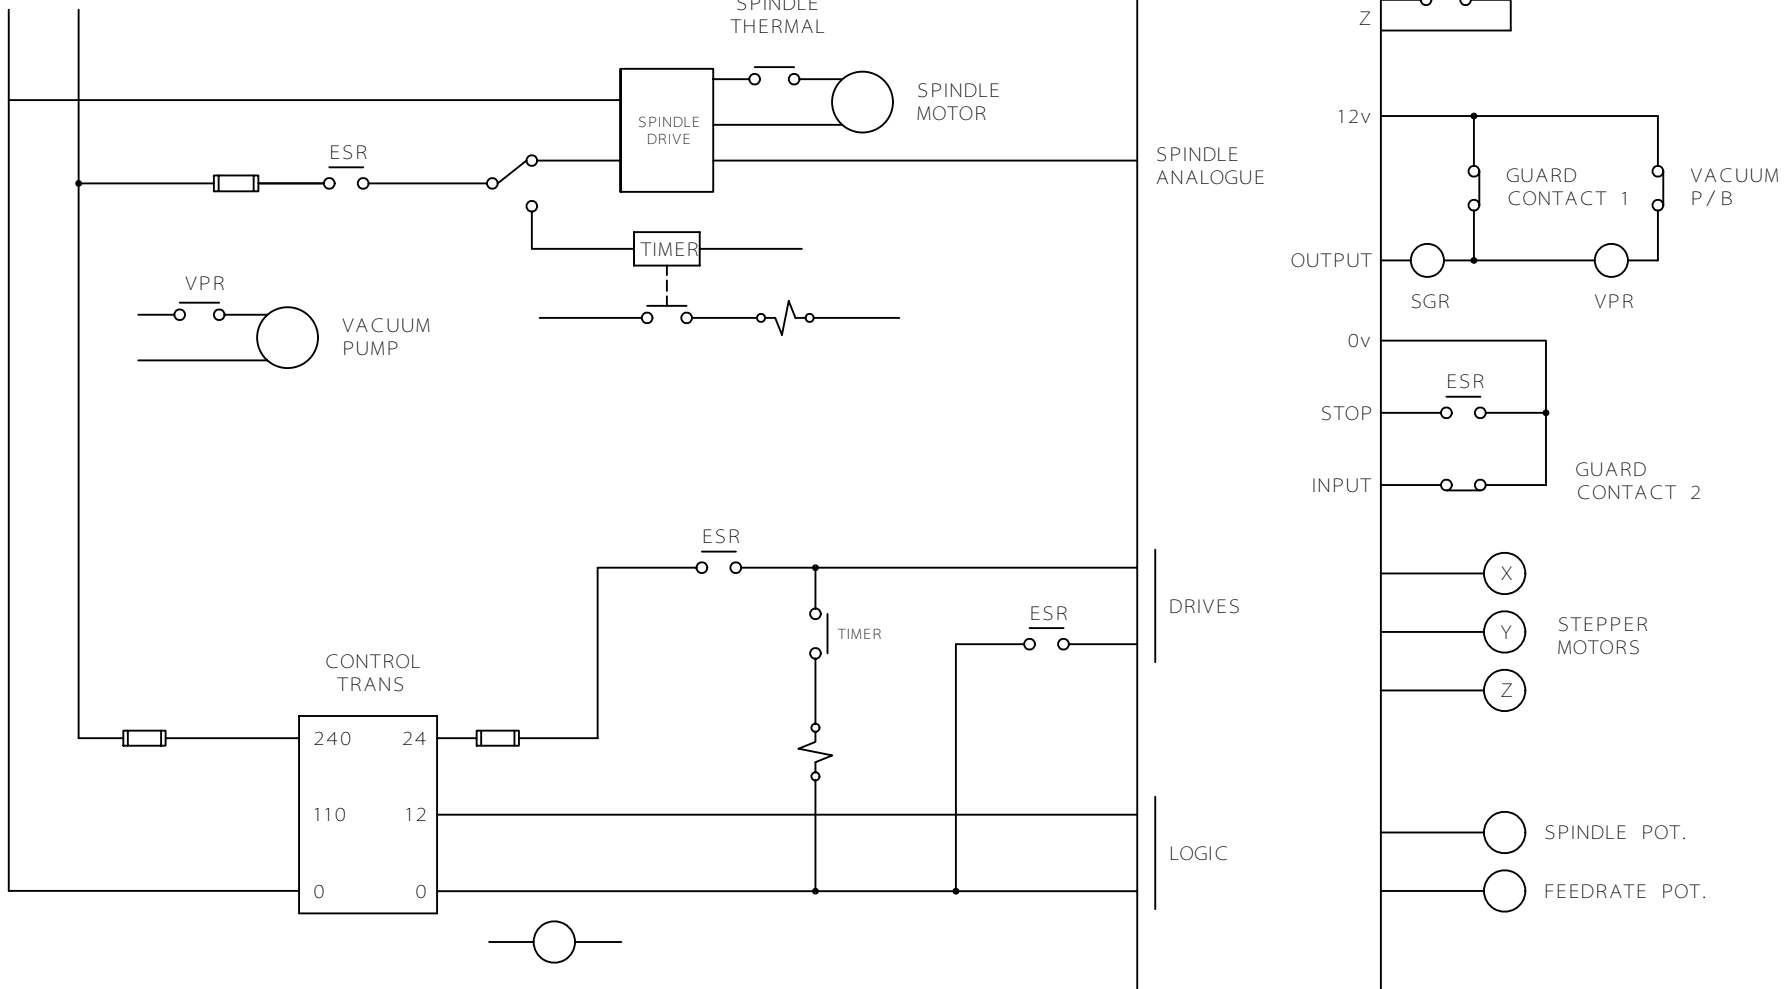 SPINDLE
THERMAL
Z
SPINDLE
MOTOR
SPINDLE
DRIVE
12v
ESR
SPINDLE
ANALOGUE
GUARD
CONTACT 1
VACUUM
P/B
TIMER
OUTPUT
VPR
SGR
VPR
VACUUM
PUMP
0v
ESR
STOP
GUARD
CONTACT 2
INPUT
ESR
X
DRIVES
ESR
TIMER
Y
STEPPER
MOTORS
CONTROL
TRANS
Z
240
24
110
12
SPINDLE POT.
LOGIC
0
0
FEEDRATE POT.